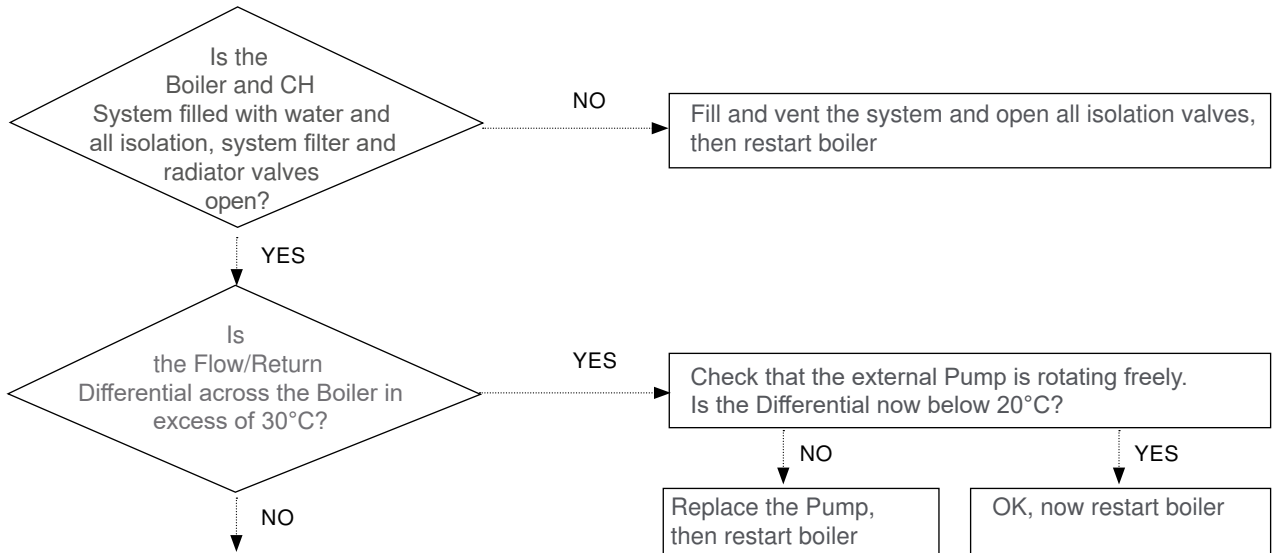 Is the
Boiler and CH
System filled with water and
all isolation, system filter and
radiator valves
open?
NO
Fill and vent the system and open all isolation valves,
then restart boiler
YES
Is
the Flow/Return
Differential across the Boiler in
excess of 30°C?
YES
Check that the external Pump is rotating freely.
Is the Differential now below 20°C?
NO
YES
Replace the Pump,
then restart boiler
OK, now restart boiler
NO